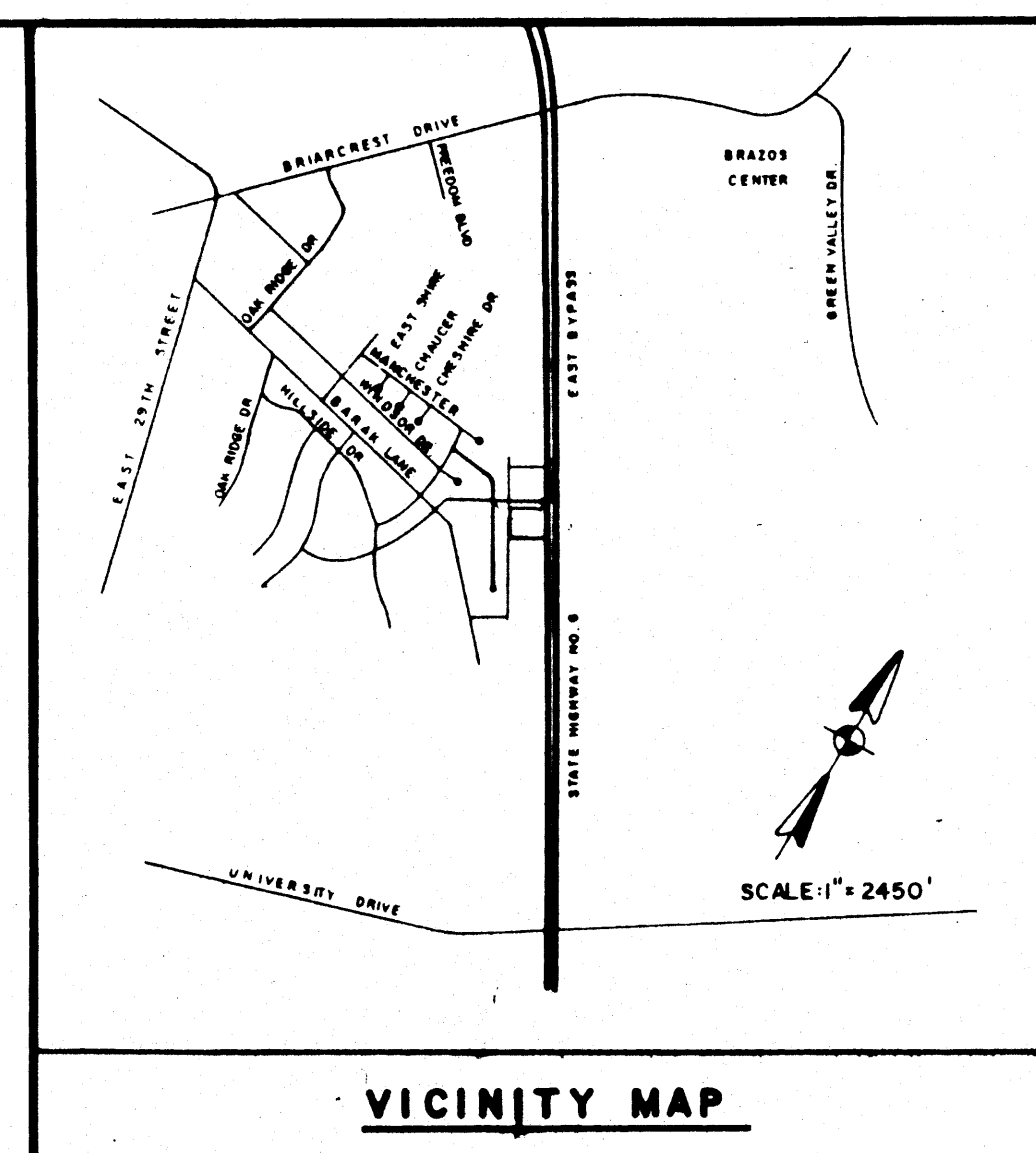 BRIARCREST DRIVE
FREEDOM BLVD
BRAZOS
CENTER
GREEN VALLEY DR.
OAK RIDGE DR
EAST 29TH STREET
EAST SHIRE
CHAUCER
CHESHIRE DR
MANCHESTER
WINDSOR DR.
BARAK LANE
HILLSIDE DR
OAK RIDGE DR
EAST BYPASS
STATE HIGHWAY NO. 6
UNIVERSITY DRIVE
SCALE: 1" = 2450'
VICINITY MAP